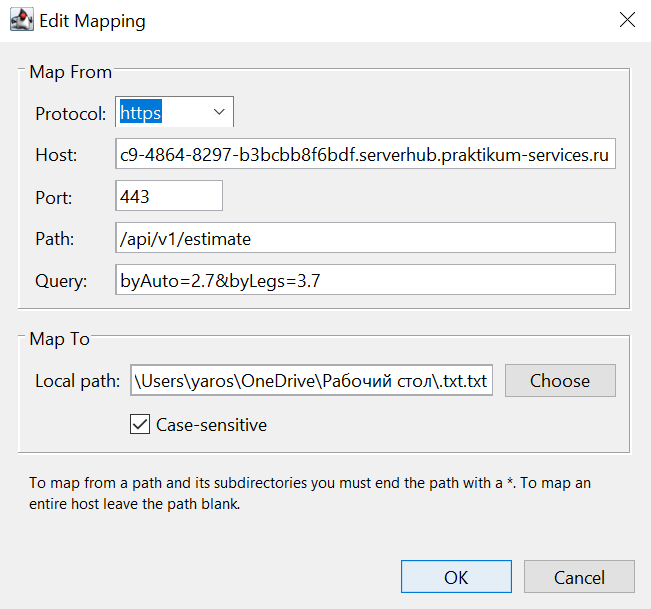 Edit Mapping
Map From
Protocol: https
Host: c9-4864-8297-b3bcbb8f6bdf.serverhub.praktikum-services.ru
Port: 443
Path: /api/v1/estimate
Query: byAuto=2.7&byLegs=3.7
Map To
Local path: \Users\yaros\OneDrive\Рабочий стол\.txt.txt Choose
Case-sensitive
To map from a path and its subdirectories you must end the path with a *. To map an
entire host leave the path blank.
OK Cancel